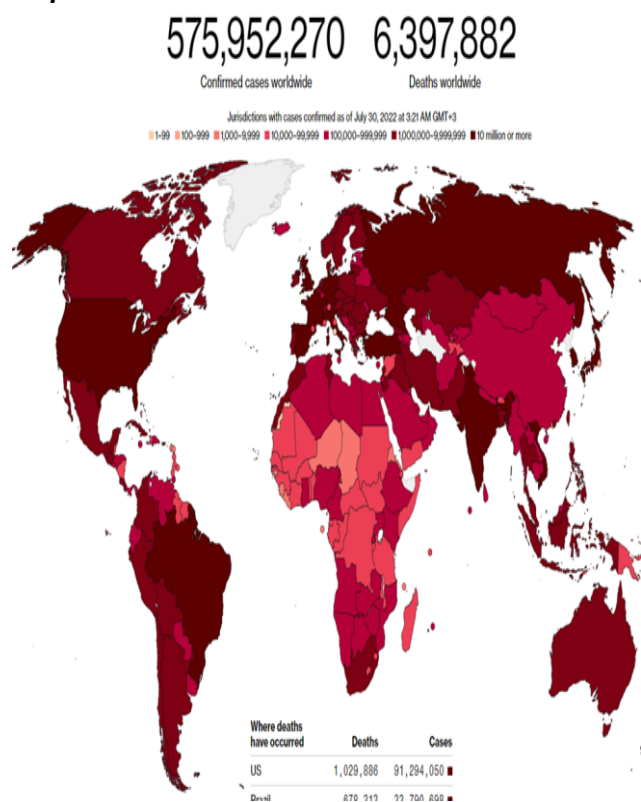 575,952,270 6,397,882
Confirmed cases worldwide Deaths worldwide
Jurisdictions with cases confirmed as of July 30, 2022 at 3:21 AM GMT+3
1–99 100–999 1,000–9,999 10,000–99,999 100,000–999,999 1,000,000–9,999,999 10 million or more
Where deaths
have occurred Deaths Cases
US 1,029,886 91,294,050
Brazil